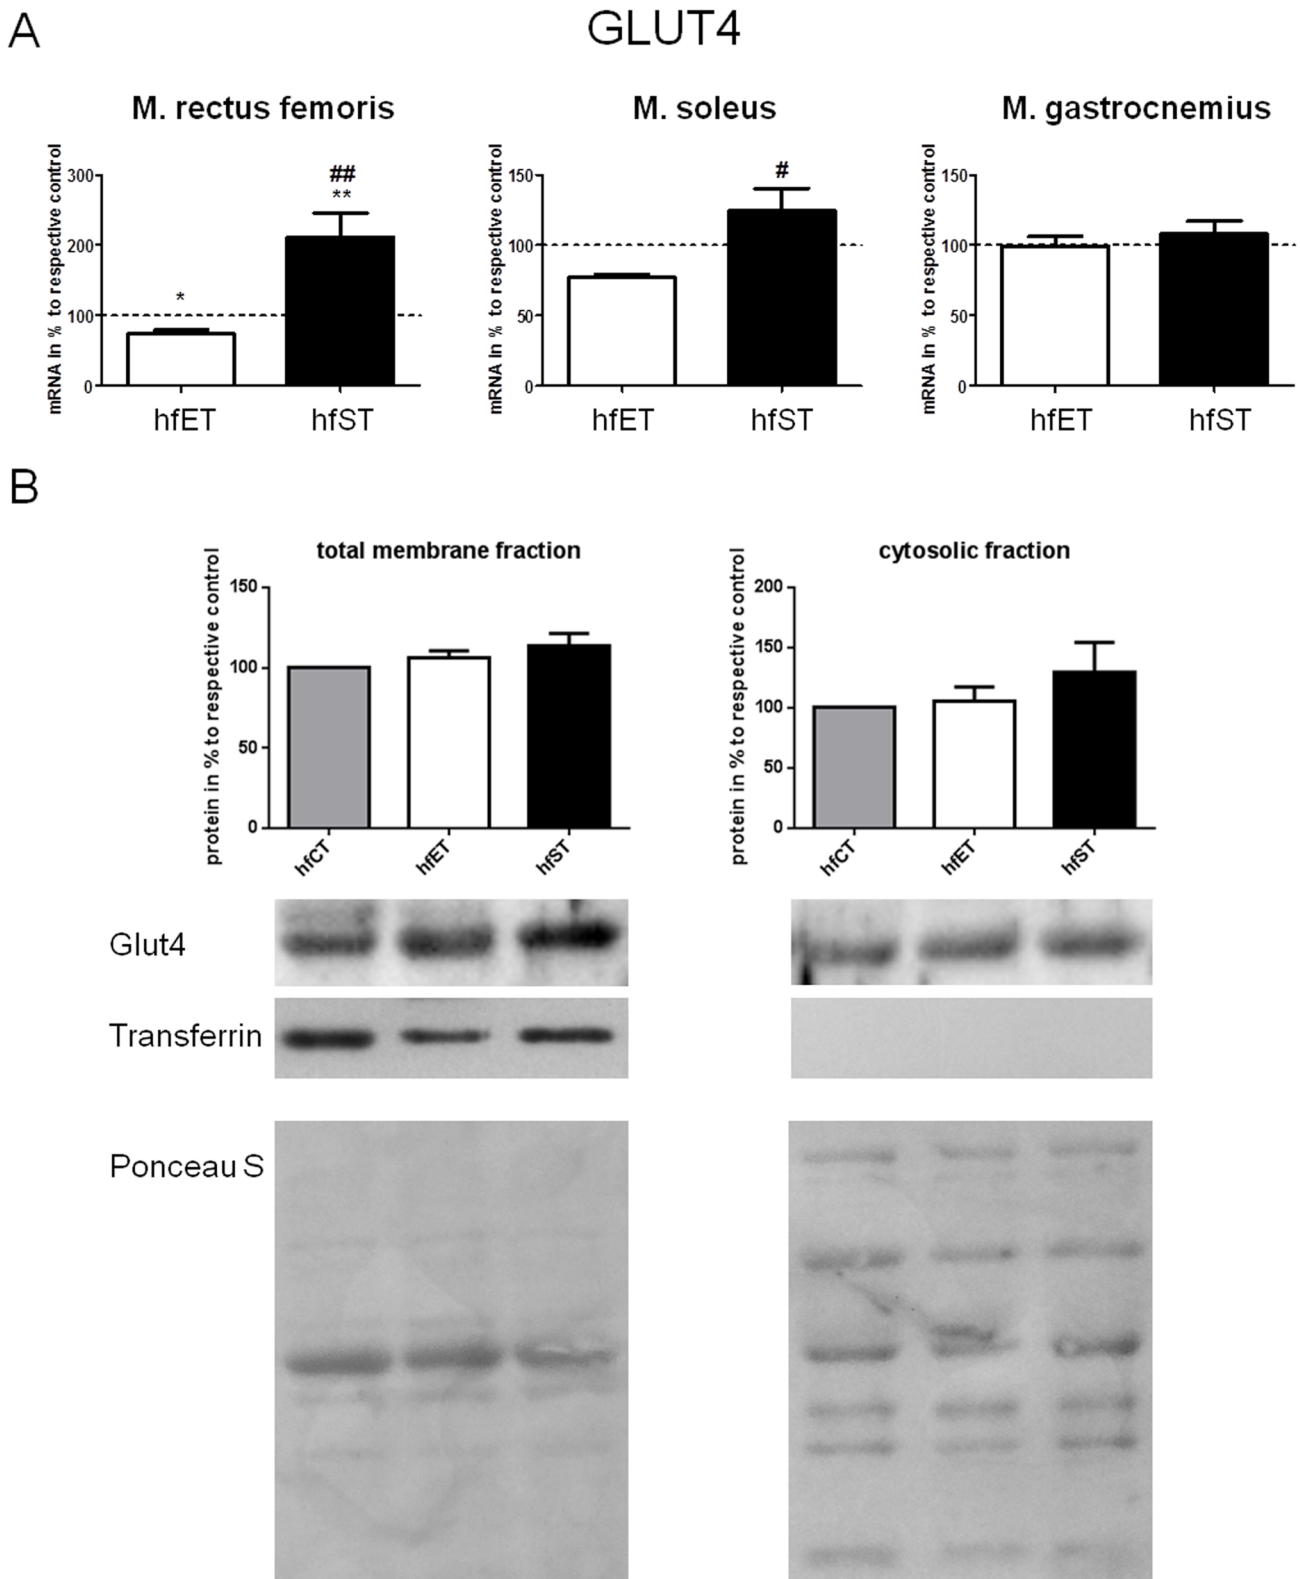 A
GLUT4
M. rectus femoris
mRNA in % to respective control
300
200
100
0
*
##
**
hfET
hfST
M. soleus
mRNA in % to respective control
150
100
50
0
#
hfET
hfST
M. gastrocnemius
mRNA in % to respective control
150
100
50
0
hfET
hfST
B
total membrane fraction
protein in % to respective control
150
100
50
0
hfCT
hfET
hfST
cytosolic fraction
protein in % to respective control
200
150
100
50
0
hfCT
hfET
hfST
Glut4
Transferrin
Ponceau S